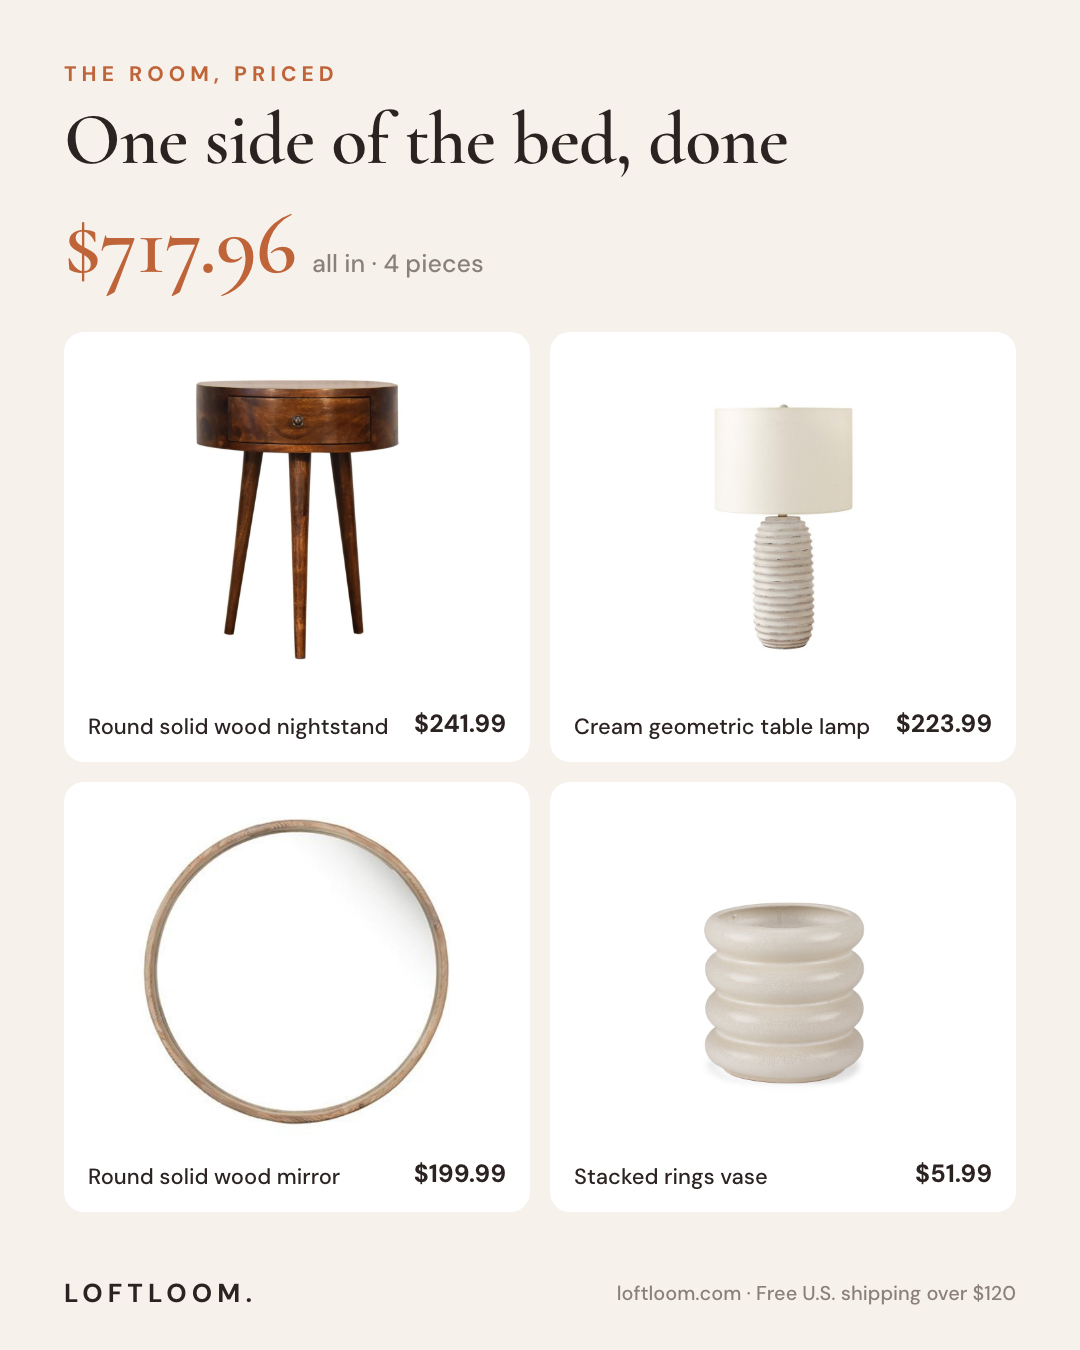 THE ROOM, PRICED
One side of the bed, done
$717.96 all in · 4 pieces
Round solid wood nightstand $241.99
Cream geometric table lamp $223.99
Round solid wood mirror $199.99
Stacked rings vase $51.99
LOFTLOOM.
loftloom.com · Free U.S. shipping over $120